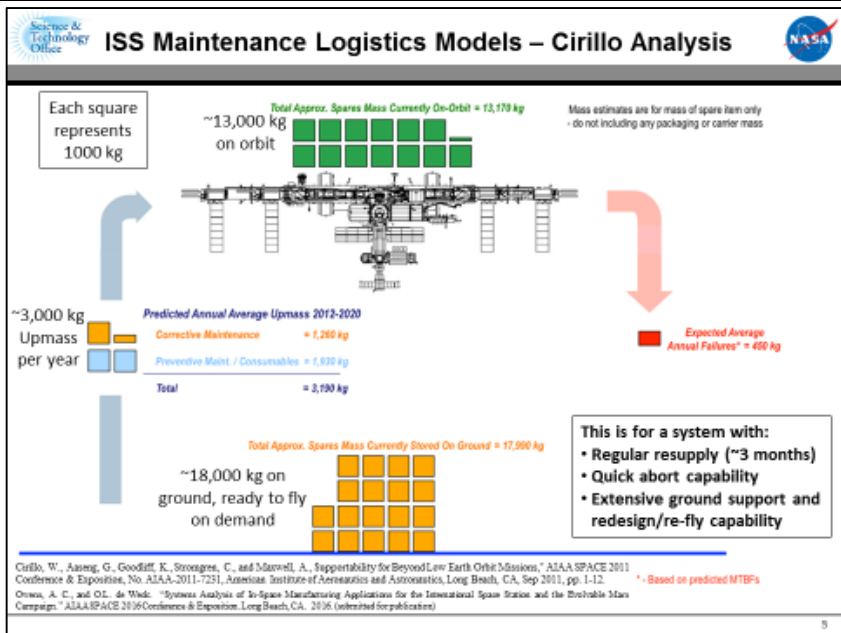 Science &
Technology
Office
ISS Maintenance Logistics Models – Cirillo Analysis
NASA
Each square
represents
1000 kg
Total Approx. Spares Mass Currently On-Orbit = 13,170 kg
~13,000 kg
on orbit
Mass estimates are for mass of spare item only
- do not including any packaging or carrier mass
~3,000 kg
Upmass
per year
Predicted Annual Average Upmass 2012-2020
Corrective Maintenance = 1,260 kg
Preventive Maint. / Consumables = 1,930 kg
Total = 3,190 kg
Expected Average
Annual Failures* = 450 kg
Total Approx. Spares Mass Currently Stored On Ground = 17,990 kg
~18,000 kg on
ground, ready to fly
on demand
This is for a system with:
• Regular resupply (~3 months)
• Quick abort capability
• Extensive ground support and
redesign/re-fly capability
Cirillo, W., Aaseng, G., Goodliff, K., Stromgren, C., and Maxwell, A., Supportability for Beyond Low Earth Orbit Missions," AIAA SPACE 2011
Conference & Exposition, No. AIAA-2011-7231, American Institute of Aeronautics and Astronautics, Long Beach, CA, Sep 2011, pp. 1-12.
* - Based on predicted MTBFs
Owens, A. C., and O.L. de Weck. "Systems Analysis of In-Space Manufacturing Applications for the International Space Station and the Evolvable Mars
Campaign." AIAA SPACE 2016 Conference & Exposition. Long Beach, CA. 2016. (submitted for publication)